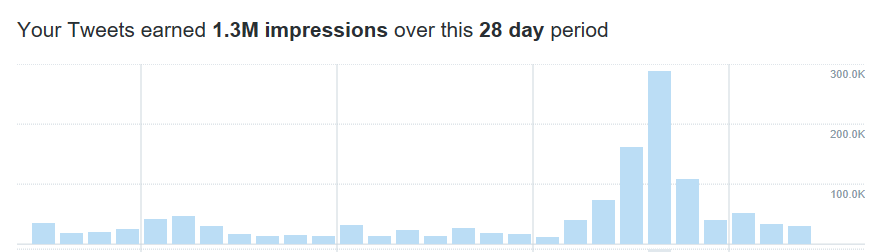 Your Tweets earned 1.3M impressions over this 28 day period
300.0K
200.0K
100.0K